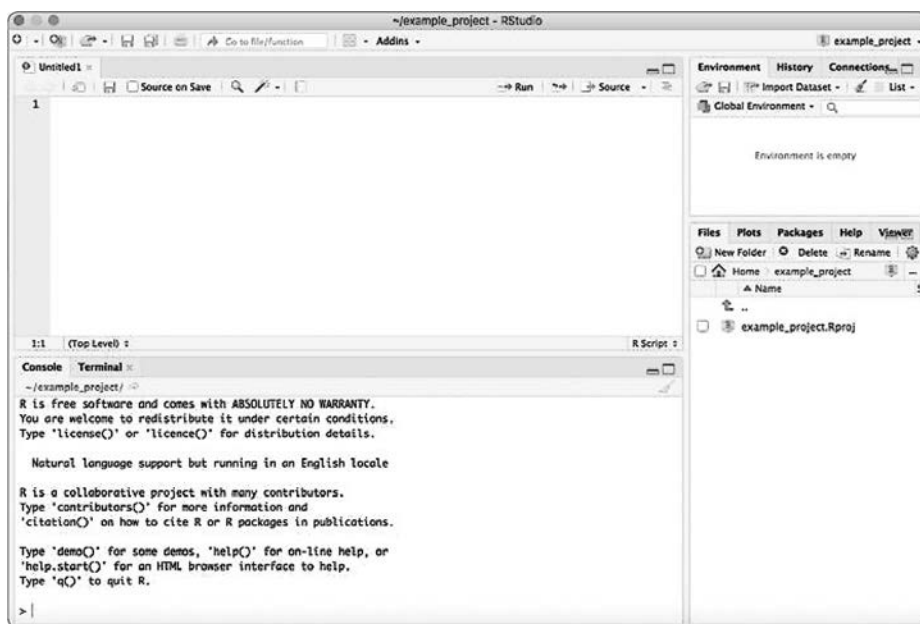 ~/example_project - RStudio
Go to file/function Addins example_project
Untitled1
Source on Save Run Source
1
1:1 (Top Level) R Script
Console Terminal
~/example_project/
R is free software and comes with ABSOLUTELY NO WARRANTY.
You are welcome to redistribute it under certain conditions.
Type 'license()' or 'licence()' for distribution details.
Natural language support but running in an English locale
R is a collaborative project with many contributors.
Type 'contributors()' for more information and
'citation()' on how to cite R or R packages in publications.
Type 'demo()' for some demos, 'help()' for on-line help, or
'help.start()' for an HTML browser interface to help.
Type 'q()' to quit R.
>
Environment History Connections
Import Dataset List
Global Environment
Environment is empty
Files Plots Packages Help Viewer
New Folder Delete Rename
Home example_project
Name
..
example_project.Rproj